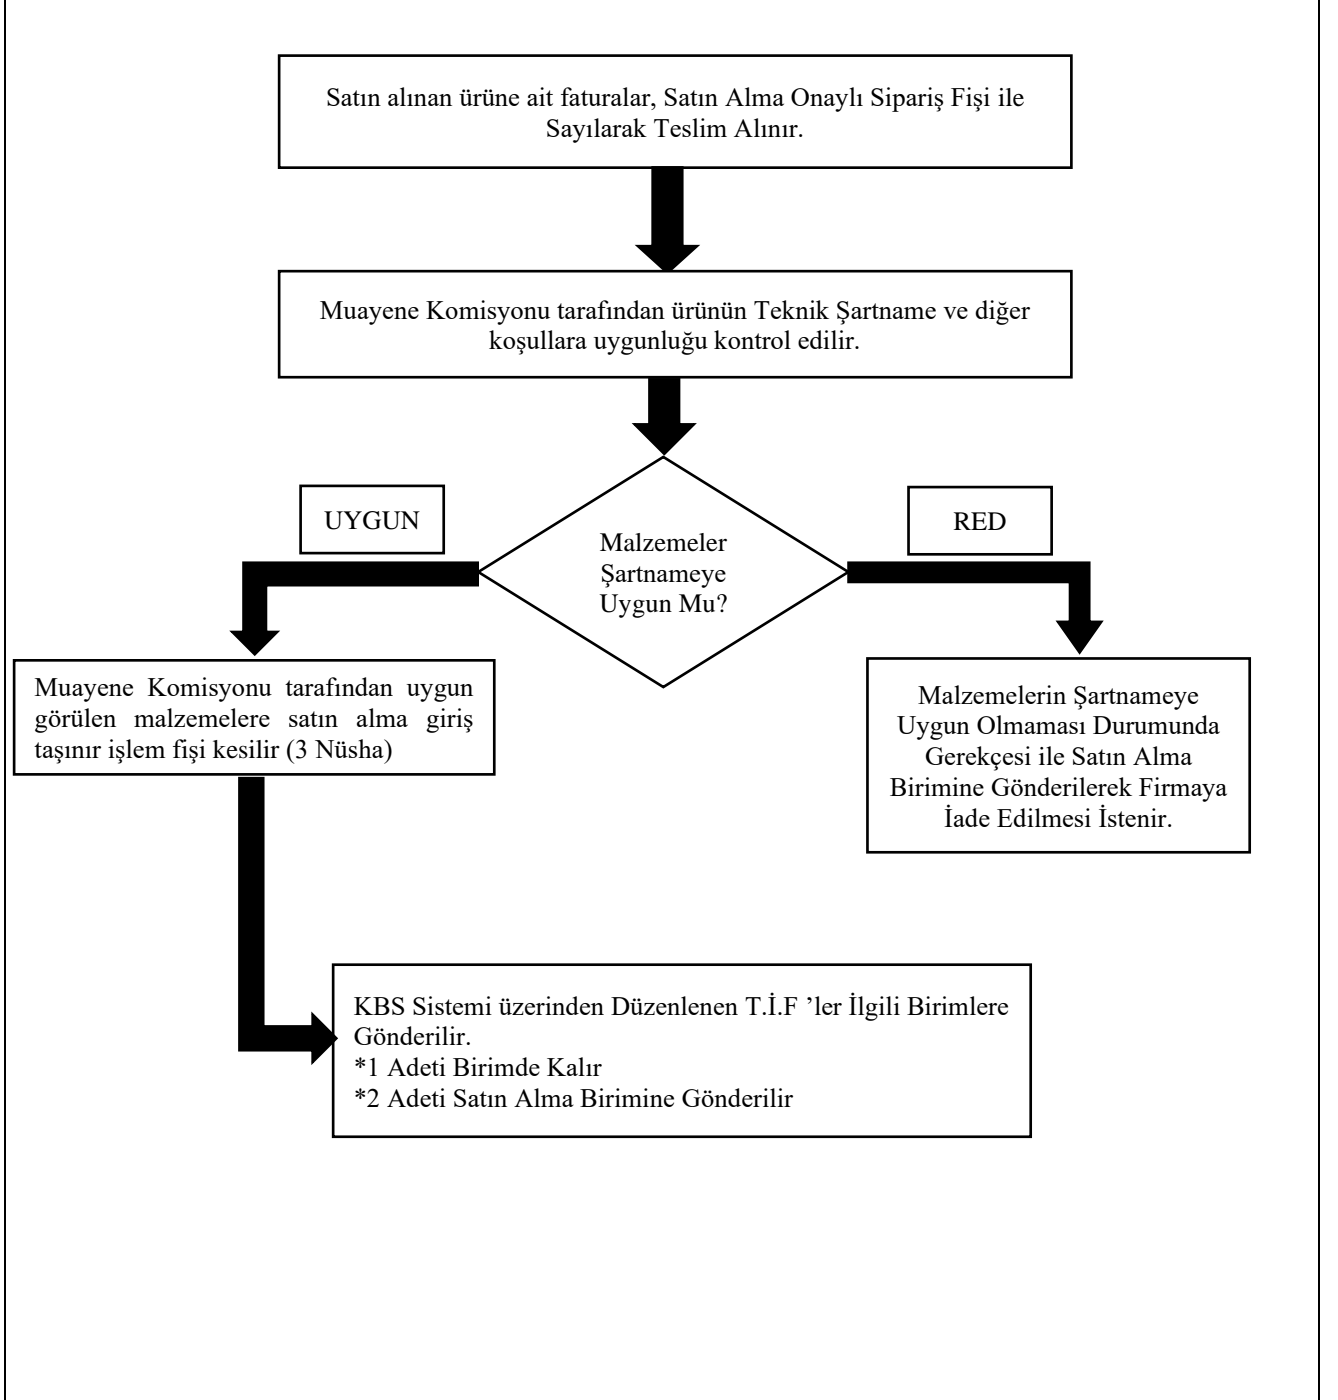 Satın alınan ürüne ait faturalar, Satın Alma Onaylı Sipariş Fişi ile
Sayılarak Teslim Alınır.
Muayene Komisyonu tarafından ürünün Teknik Şartname ve diğer
koşullara uygunluğu kontrol edilir.
UYGUN
RED
Malzemeler
Şartnameye
Uygun Mu?
Muayene Komisyonu tarafından uygun
görülen malzemelere satın alma giriş
taşınır işlem fişi kesilir (3 Nüsha)
Malzemelerin Şartnameye
Uygun Olmaması Durumunda
Gerekçesi ile Satın Alma
Birimine Gönderilerek Firmaya
İade Edilmesi İstenir.
KBS Sistemi üzerinden Düzenlenen T.İ.F ’ler İlgili Birimlere
Gönderilir.
*1 Adeti Birimde Kalır
*2 Adeti Satın Alma Birimine Gönderilir